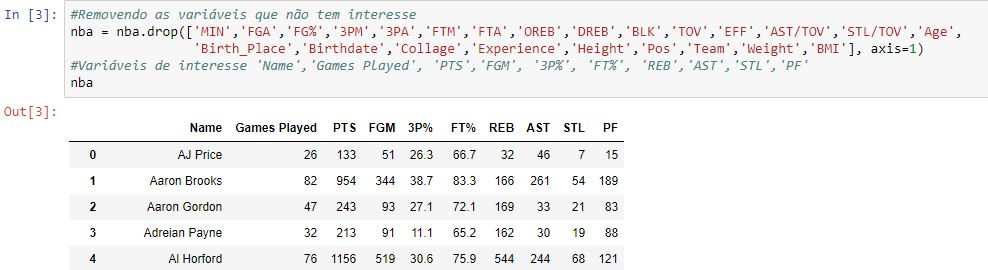 In [3]: #Removendo as variáveis que não tem interesse
nba = nba.drop(['MIN','FGA','FG%','3PM','3PA','FTM','FTA','OREB','DREB','BLK','TOV','EFF','AST/TOV','STL/TOV','Age',
'Birth_Place','Birthdate','Collage','Experience','Height','Pos','Team','Weight','BMI'], axis=1)
#Variáveis de interesse 'Name','Games Played', 'PTS','FGM', '3P%', 'FT%', 'REB','AST','STL','PF'
nba
Out[3]:
Name Games Played PTS FGM 3P% FT% REB AST STL PF
0 AJ Price 26 133 51 26.3 66.7 32 46 7 15
1 Aaron Brooks 82 954 344 38.7 83.3 166 261 54 189
2 Aaron Gordon 47 243 93 27.1 72.1 169 33 21 83
3 Adreian Payne 32 213 91 11.1 65.2 162 30 19 88
4 Al Horford 76 1156 519 30.6 75.9 544 244 68 121